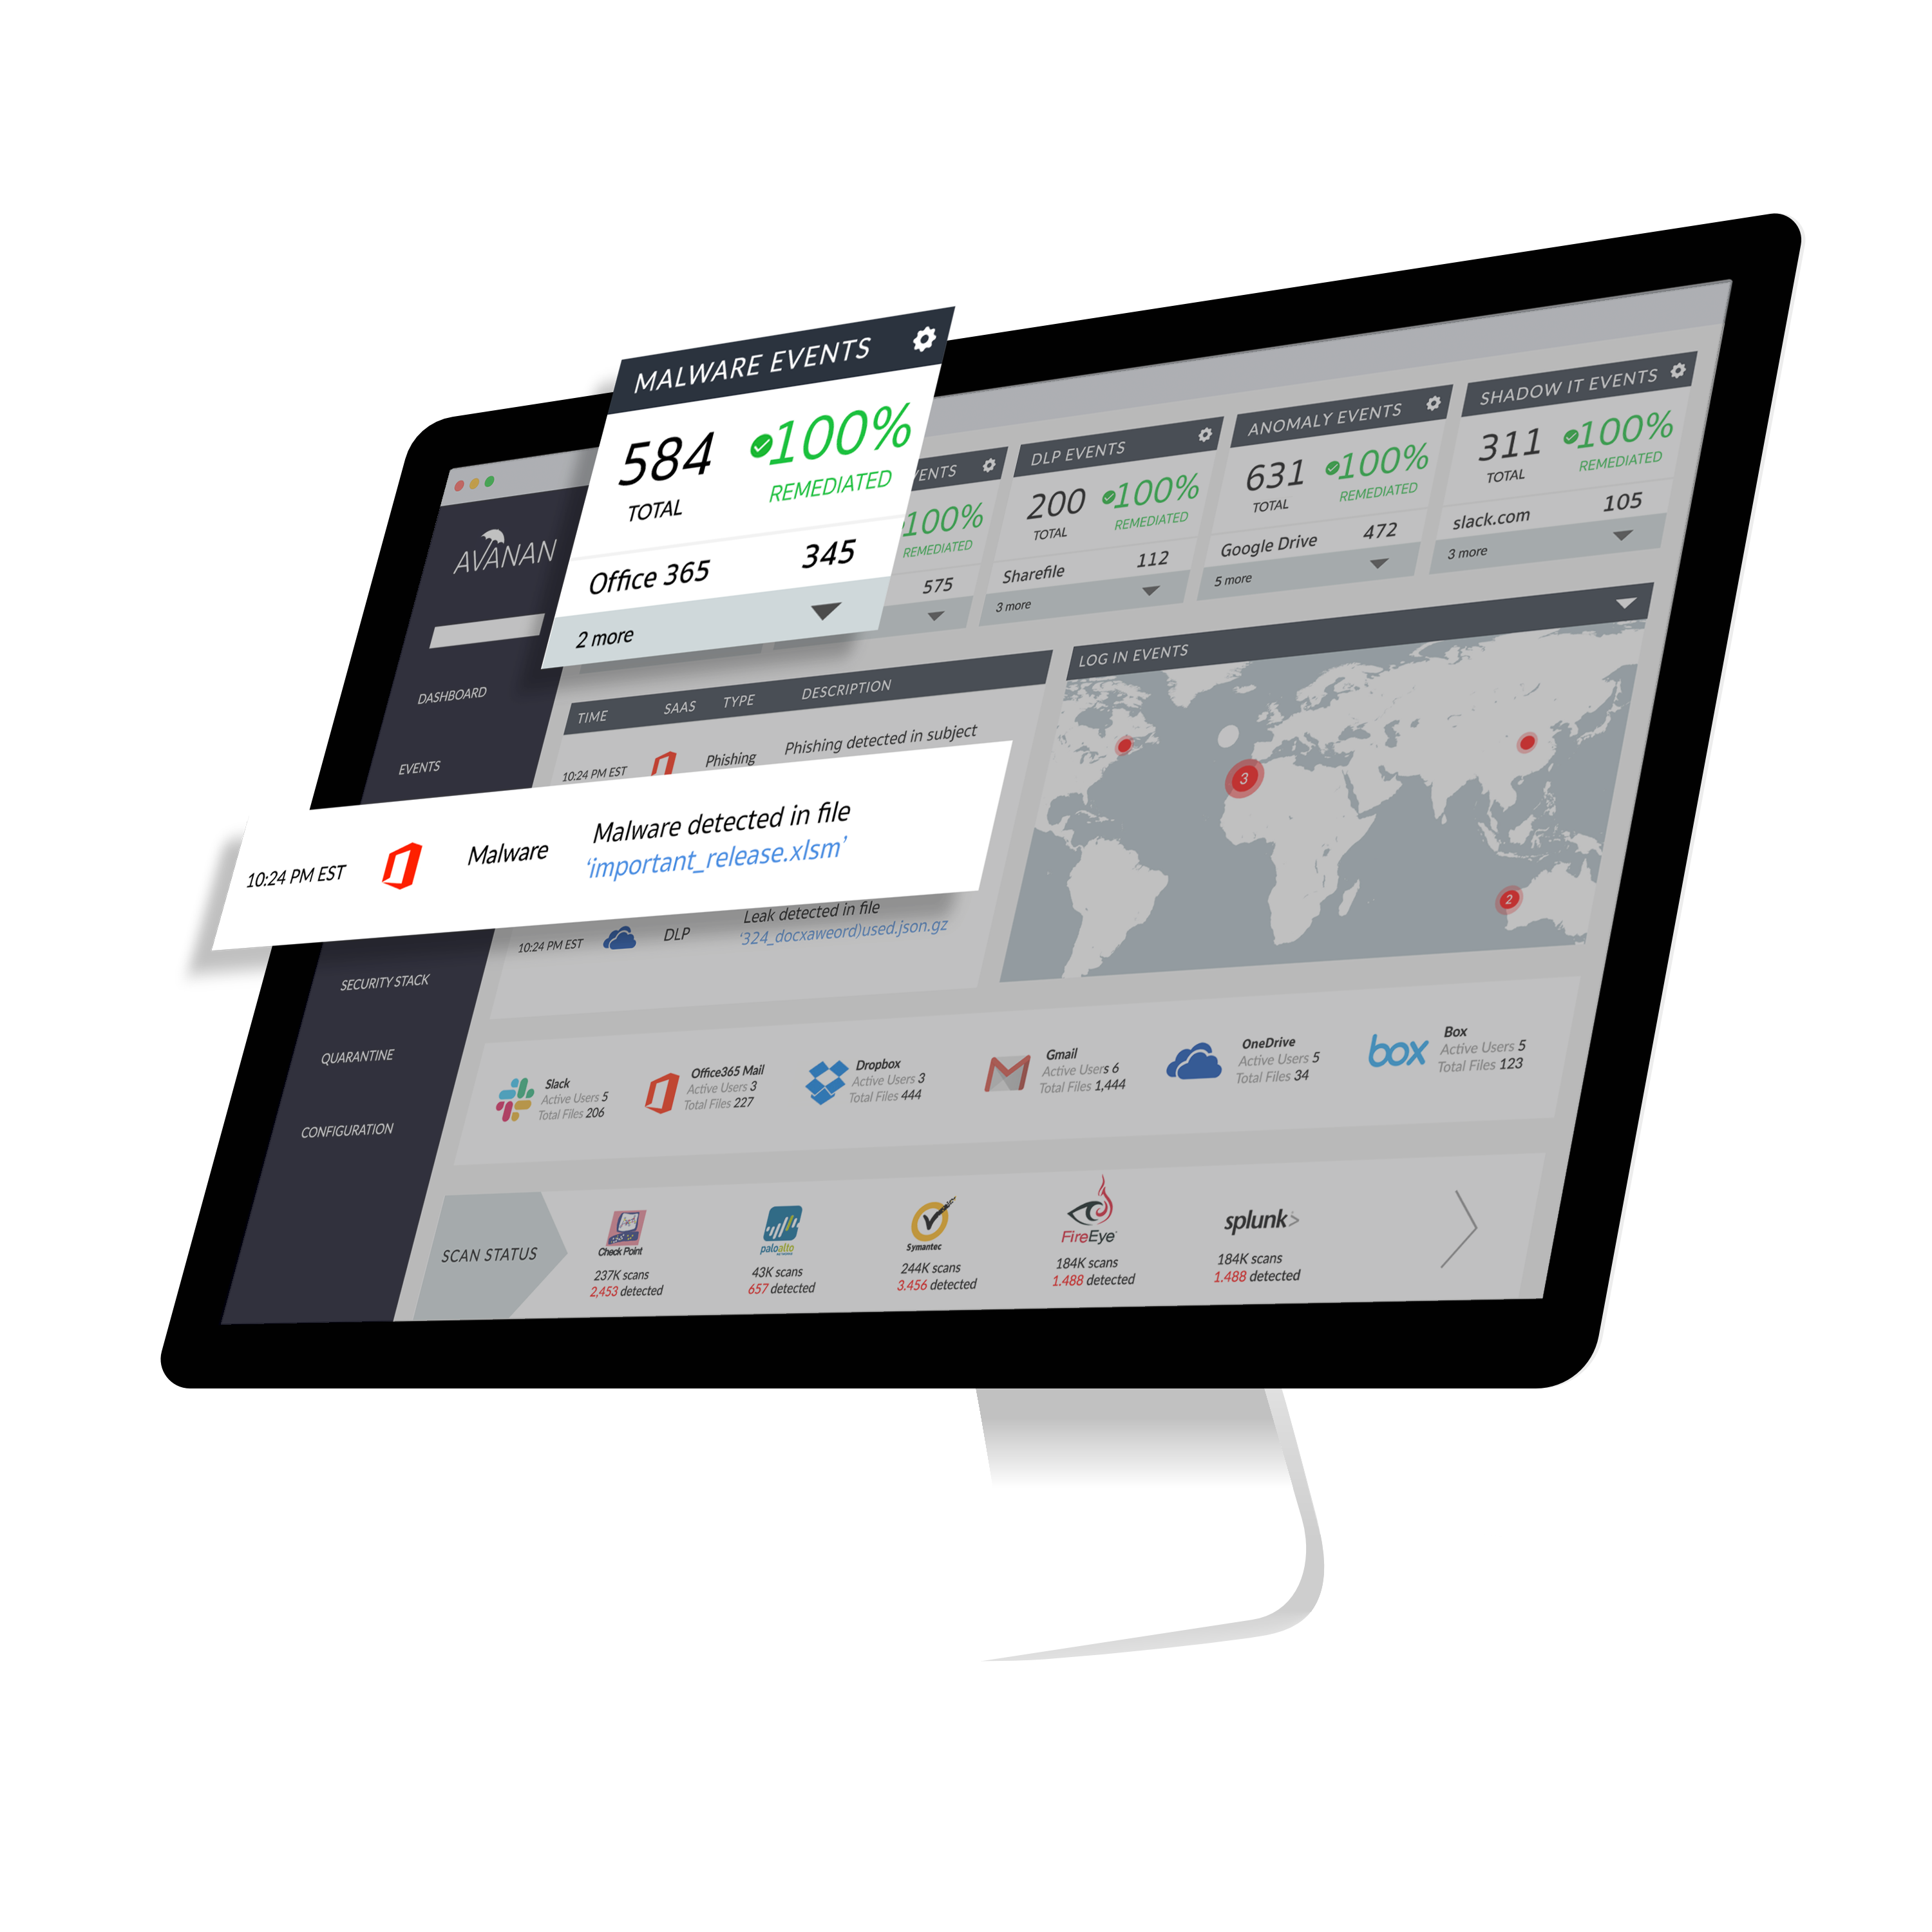 MALWARE EVENTS
584
TOTAL
100%
REMEDIATED
Office 365 345
2 more
100%
REMEDIATED
575
DLP EVENTS
200
TOTAL
100%
REMEDIATED
Sharefile 112
3 more
ANOMALY EVENTS
631
TOTAL
100%
REMEDIATED
Google Drive 472
5 more
SHADOW IT EVENTS
311
TOTAL
100%
REMEDIATED
slack.com 105
3 more
AVANAN
DASHBOARD
EVENTS
SECURITY STACK
QUARANTINE
CONFIGURATION
TIME SAAS TYPE DESCRIPTION
10:24 PM EST Phishing Phishing detected in subject
10:24 PM EST Malware Malware detected in file
‘important_release.xlsm’
Leak detected in file
10:24 PM EST DLP ‘324_docxaweord)used.json.gz
LOG IN EVENTS
3
2
Slack
Active Users 5
Total Files 206
Office365 Mail
Active Users 3
Total Files 227
Dropbox
Active Users 3
Total Files 444
Gmail
Active Users 6
Total Files 1,444
OneDrive
Active Users 5
Total Files 34
box
Box
Active Users 5
Total Files 123
SCAN STATUS
Check Point
237K scans
2,453 detected
paloalto
43K scans
657 detected
Symantec
244K scans
3.456 detected
FireEye
184K scans
1.488 detected
splunk>
184K scans
1.488 detected